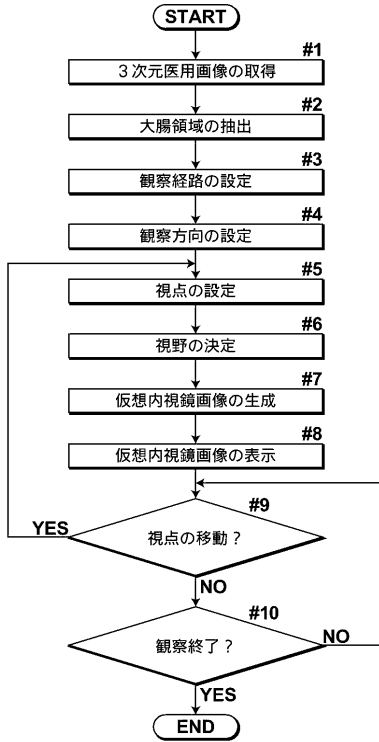 START
#1
３次元医用画像の取得
#2
大腸領域の抽出
#3
観察経路の設定
#4
観察方向の設定
#5
視点の設定
#6
視野の決定
#7
仮想内視鏡画像の生成
#8
仮想内視鏡画像の表示
#9
YES
視点の移動？
NO
#10
観察終了？
NO
YES
END